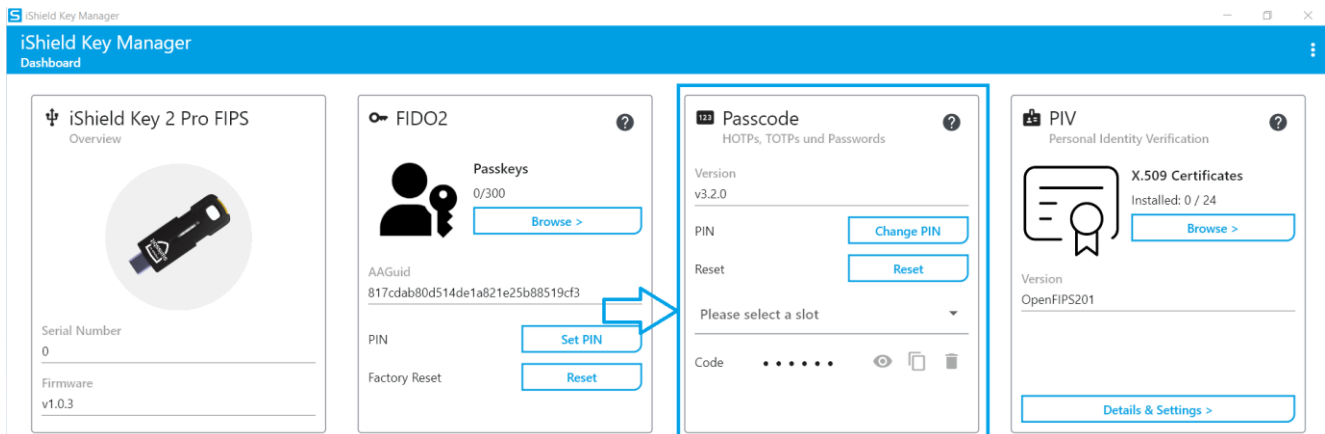 iShield Key Manager
iShield Key Manager
Dashboard
iShield Key 2 Pro FIPS
Overview
Serial Number
0
Firmware
v1.0.3
FIDO2
Passkeys
0/300
Browse >
AAGuid
817cdab80d514de1a821e25b88519cf3
PIN
Set PIN
Factory Reset
Reset
123
Passcode
HOTPs, TOTPs und Passwords
Version
v3.2.0
PIN
Change PIN
Reset
Reset
Please select a slot
Code ••••••
PIV
Personal Identity Verification
X.509 Certificates
Installed: 0 / 24
Browse >
Version
OpenFIPS201
Details & Settings >